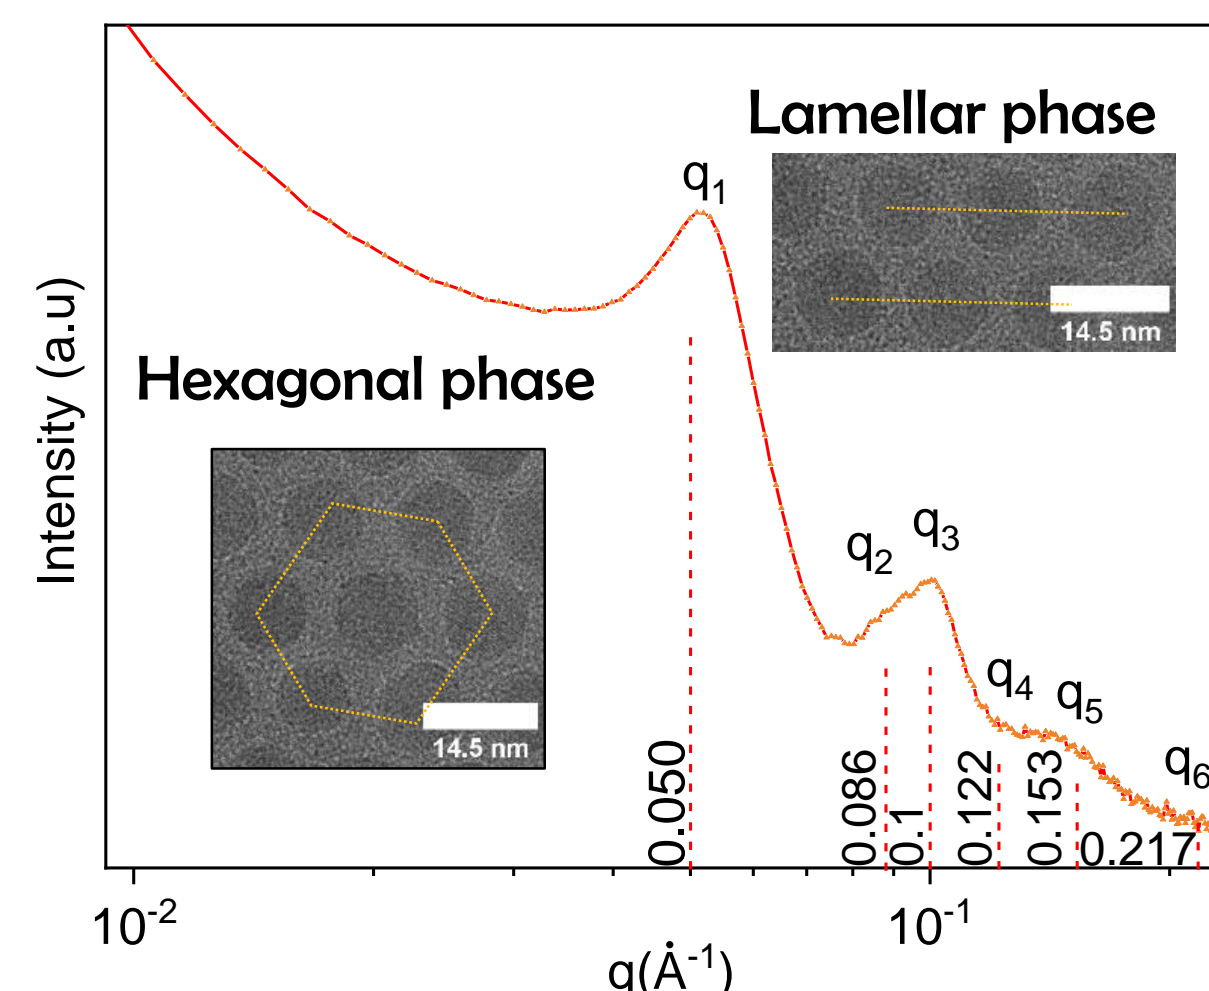 Lamellar phase
14.5 nm
q1
Hexagonal phase
14.5 nm
q2
q3
q4
q5
q6
0.050
0.086
0.1
0.122
0.153
0.217
10-2
10-1
Intensity (a.u)
q(Å-1)